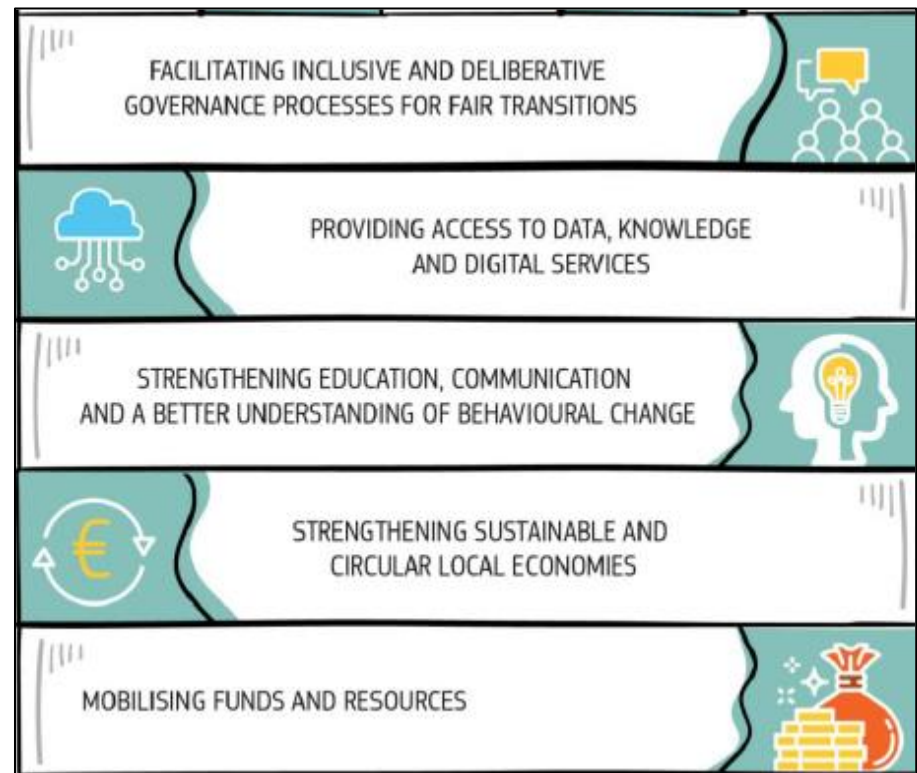 FACILITATING INCLUSIVE AND DELIBERATIVE
GOVERNANCE PROCESSES FOR FAIR TRANSITIONS
PROVIDING ACCESS TO DATA, KNOWLEDGE
AND DIGITAL SERVICES
STRENGTHENING EDUCATION, COMMUNICATION
AND A BETTER UNDERSTANDING OF BEHAVIOURAL CHANGE
STRENGTHENING SUSTAINABLE AND
CIRCULAR LOCAL ECONOMIES
MOBILISING FUNDS AND RESOURCES